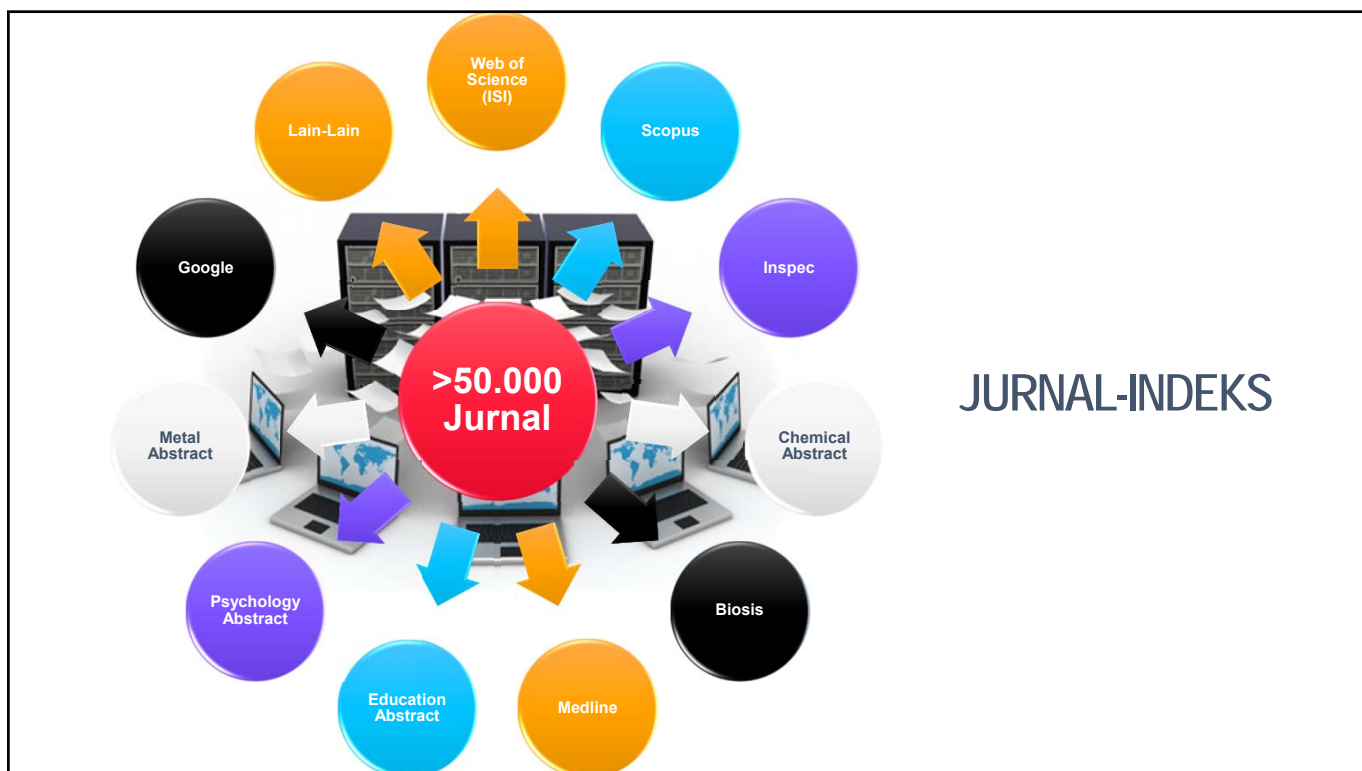 Web of
Science
(ISI)
Scopus
Inspec
Chemical
Abstract
Biosis
Medline
Education
Abstract
Psychology
Abstract
Metal
Abstract
Google
Lain-Lain
>50.000
Jurnal
JURNAL-INDEKS